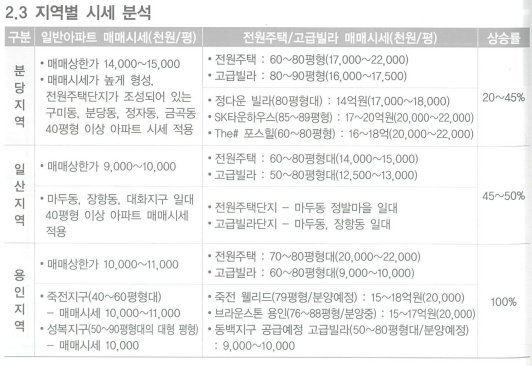 2.3 지역별 시세 분석
구분 일반아파트 매매시세(천원/평) 전원주택/고급빌라 매매시세(천원/평) 상승률
분당지역
• 매매상한가 14,000~15,000
• 매매시세가 높게 형성,
전원주택단지가 조성되어 있는
구미동, 분당동, 정자동, 금곡동
40평형 이상 아파트 시세 적용
• 전원주택 : 60~80평형(17,000~22,000)
• 고급빌라 : 80~90평형(16,000~17,500)
• 정다운 빌라(80평형대) : 14억원(17,000~18,000)
• SK타운하우스(85~89평형) : 17~20억원(20,000~22,000)
• The# 포스힐(60~80평형) : 16~18억(20,000~22,000)
20~45%
일산지역
• 매매상한가 9,000~10,000
• 마두동, 장항동, 대화지구 일대
40평형 이상 아파트 매매시세
적용
• 전원주택 : 60~80평형대(14,000~15,000)
• 고급빌라 : 50~80평형대(12,500~13,000)
• 전원주택단지 – 마두동 정발마을 일대
• 고급빌라단지 – 마두동, 장항동 일대
45~50%
용인지역
• 매매상한가 10,000~11,000
• 죽전지구(40~60평형대)
– 매매시세 10,000~11,000
• 성복지구(50~90평형대의 대형 평형)
– 매매시세 10,000
• 전원주택 : 70~80평형대(20,000~22,000)
• 고급빌라 : 60~80평형대(9,000~10,000)
• 죽전 웰리드(79평형/분양예정) : 15~18억원(20,000)
• 브라운스톤 용인(76~88평형/분양중) : 15~17억원(20,000)
• 동백지구 공급예정 고급빌라(50~80평형대/분양예정)
: 9,000~10,000
100%